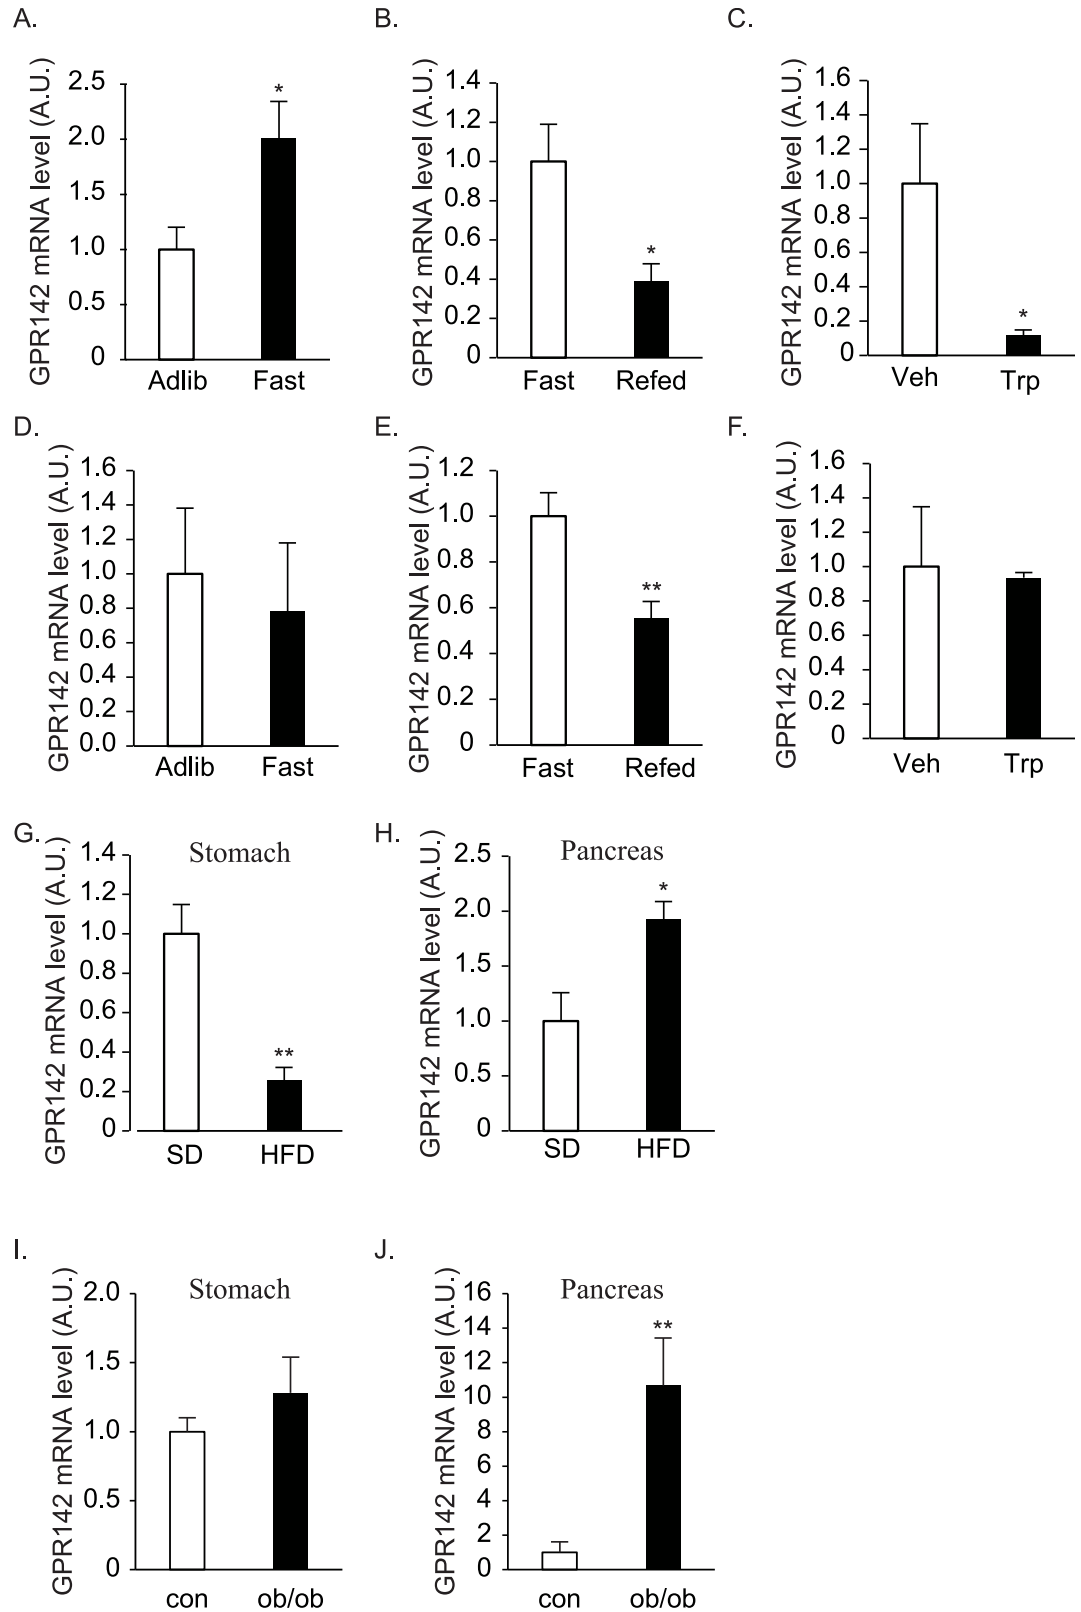 A.
GPR142 mRNA level (A.U.)
2.5
2.0
1.5
1.0
0.5
0
*
Adlib Fast
B.
GPR142 mRNA level (A.U.)
1.4
1.2
1.0
0.8
0.6
0.4
0.2
0
*
Fast Refed
C.
GPR142 mRNA level (A.U.)
1.6
1.4
1.2
1.0
0.8
0.6
0.4
0.2
0
*
Veh Trp
D.
GPR142 mRNA level (A.U.)
1.6
1.4
1.2
1.0
0.8
0.6
0.4
0.2
0.0
Adlib Fast
E.
GPR142 mRNA level (A.U.)
1.2
1.0
0.8
0.6
0.4
0.2
0
**
Fast Refed
F.
GPR142 mRNA level (A.U.)
1.6
1.4
1.2
1.0
0.8
0.6
0.4
0.2
0
Veh Trp
G.
Stomach
GPR142 mRNA level (A.U.)
1.4
1.2
1.0
0.8
0.6
0.4
0.2
0
**
SD HFD
H.
Pancreas
GPR142 mRNA level (A.U.)
2.5
2.0
1.5
1.0
0.5
0
*
SD HFD
I.
Stomach
GPR142 mRNA level (A.U.)
2.0
1.5
1.0
0.5
0
con ob/ob
J.
Pancreas
GPR142 mRNA level (A.U.)
16
14
12
10
8
6
4
2
0
**
con ob/ob